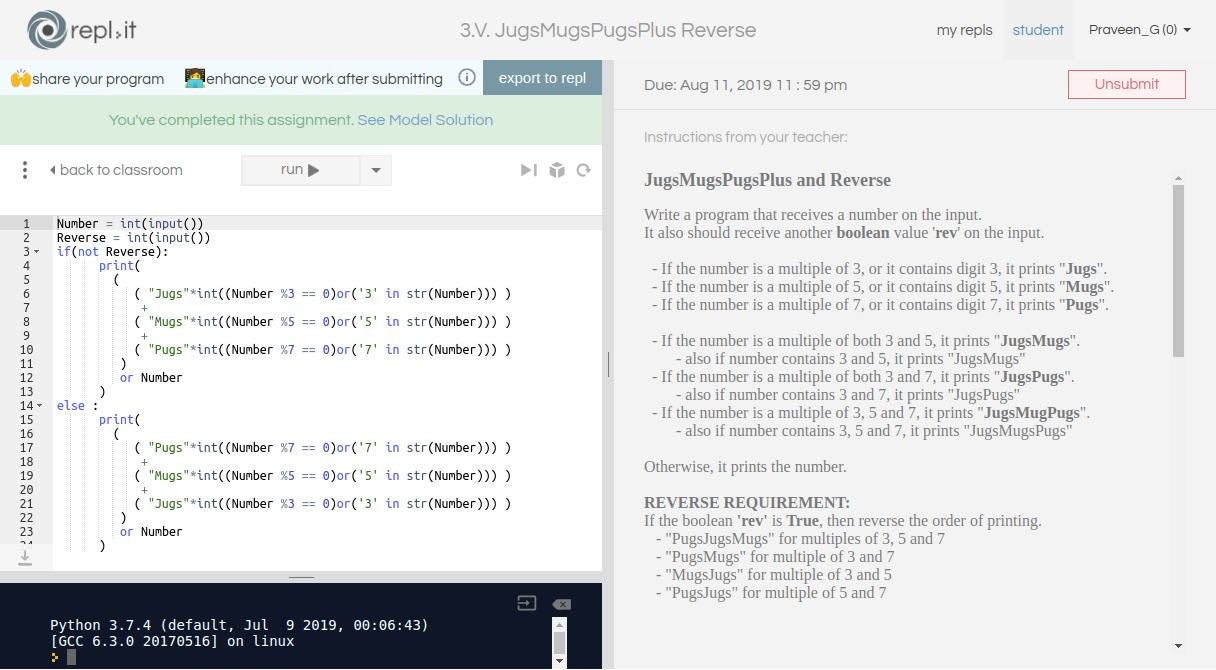 repl.it
3.V. JugsMugsPugsPlus Reverse
my repls
student
Praveen_G (0)
share your program
enhance your work after submitting
export to repl
You've completed this assignment. See Model Solution
back to classroom
run
1 Number = int(input())
2 Reverse = int(input())
3 if(not Reverse):
4 print(
5 (
6 ( "Jugs"*int((Number %3 == 0)or('3' in str(Number))) )
7 +
8 ( "Mugs"*int((Number %5 == 0)or('5' in str(Number))) )
9 +
10 ( "Pugs"*int((Number %7 == 0)or('7' in str(Number))) )
11 )
12 or Number
13 )
14 else :
15 print(
16 (
17 ( "Pugs"*int((Number %7 == 0)or('7' in str(Number))) )
18 +
19 ( "Mugs"*int((Number %5 == 0)or('5' in str(Number))) )
20 +
21 ( "Jugs"*int((Number %3 == 0)or('3' in str(Number))) )
22 )
23 or Number
24 )
Python 3.7.4 (default, Jul  9 2019, 00:06:43)
[GCC 6.3.0 20170516] on linux
Due: Aug 11, 2019 11 : 59 pm
Unsubmit
Instructions from your teacher:
JugsMugsPugsPlus and Reverse
Write a program that receives a number on the input.
It also should receive another boolean value 'rev' on the input.
- If the number is a multiple of 3, or it contains digit 3, it prints "Jugs".
- If the number is a multiple of 5, or it contains digit 5, it prints "Mugs".
- If the number is a multiple of 7, or it contains digit 7, it prints "Pugs".
- If the number is a multiple of both 3 and 5, it prints "JugsMugs".
- also if number contains 3 and 5, it prints "JugsMugs"
- If the number is a multiple of both 3 and 7, it prints "JugsPugs".
- also if number contains 3 and 7, it prints "JugsPugs"
- If the number is a multiple of 3, 5 and 7, it prints "JugsMugPugs".
- also if number contains 3, 5 and 7, it prints "JugsMugsPugs"
Otherwise, it prints the number.
REVERSE REQUIREMENT:
If the boolean 'rev' is True, then reverse the order of printing.
- "PugsJugsMugs" for multiples of 3, 5 and 7
- "PugsMugs" for multiple of 3 and 7
- "MugsJugs" for multiple of 3 and 5
- "PugsJugs" for multiple of 5 and 7